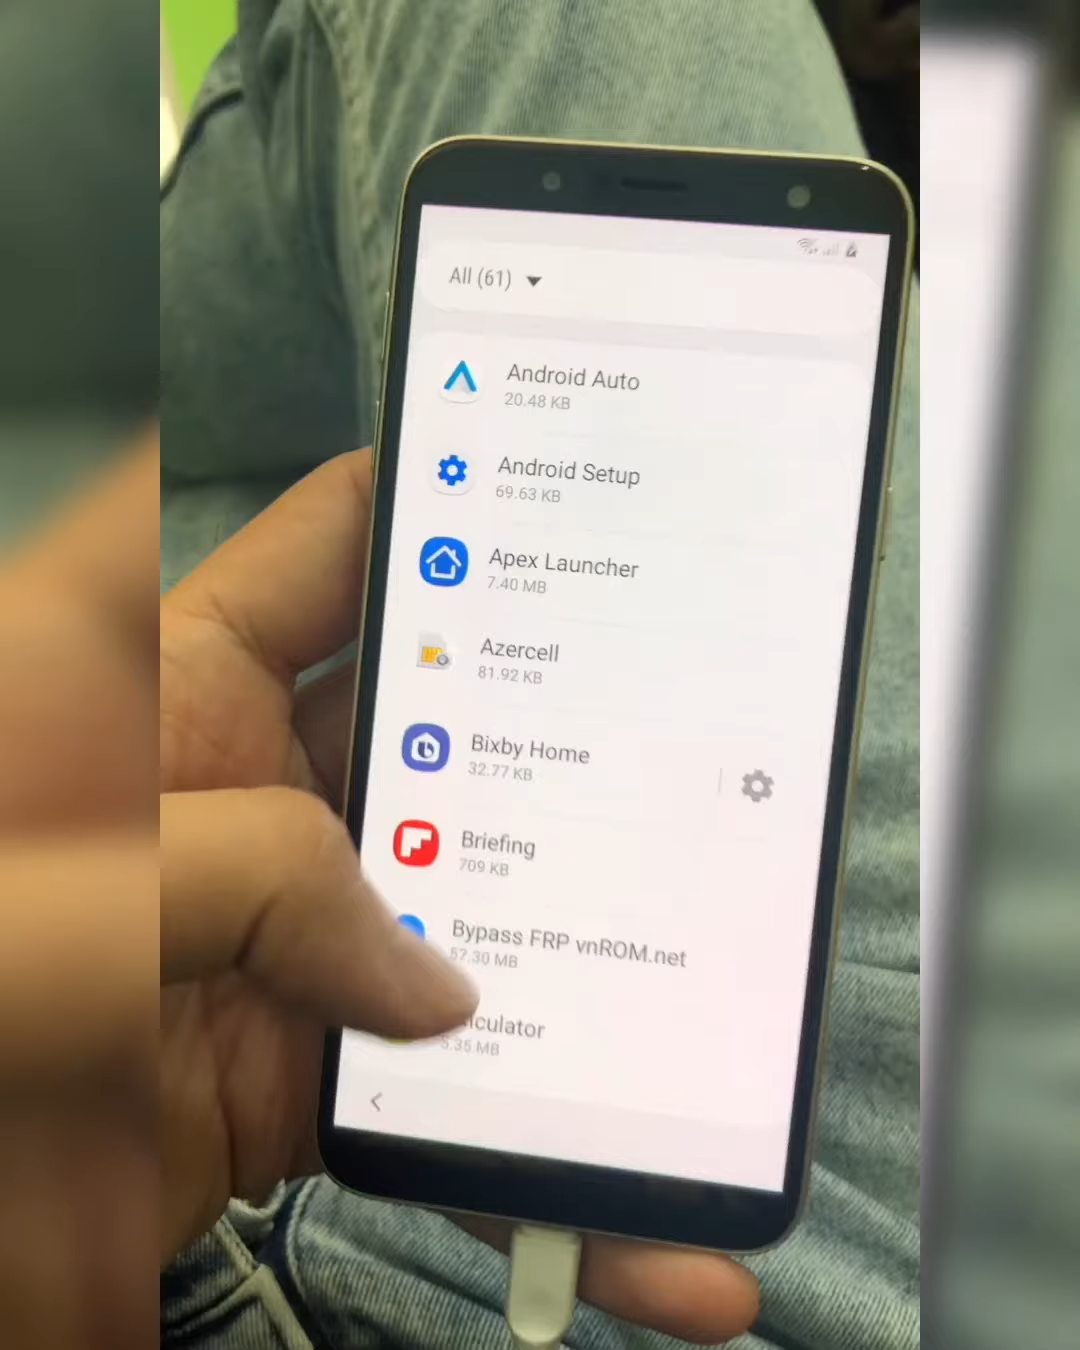 All (61)
Android Auto
20.48 KB
Android Setup
69.63 KB
Apex Launcher
7.40 MB
Azercell
81.92 KB
Bixby Home
32.77 KB
Briefing
709 KB
Bypass FRP vnROM.net
57.30 MB
lculator
5.35 MB